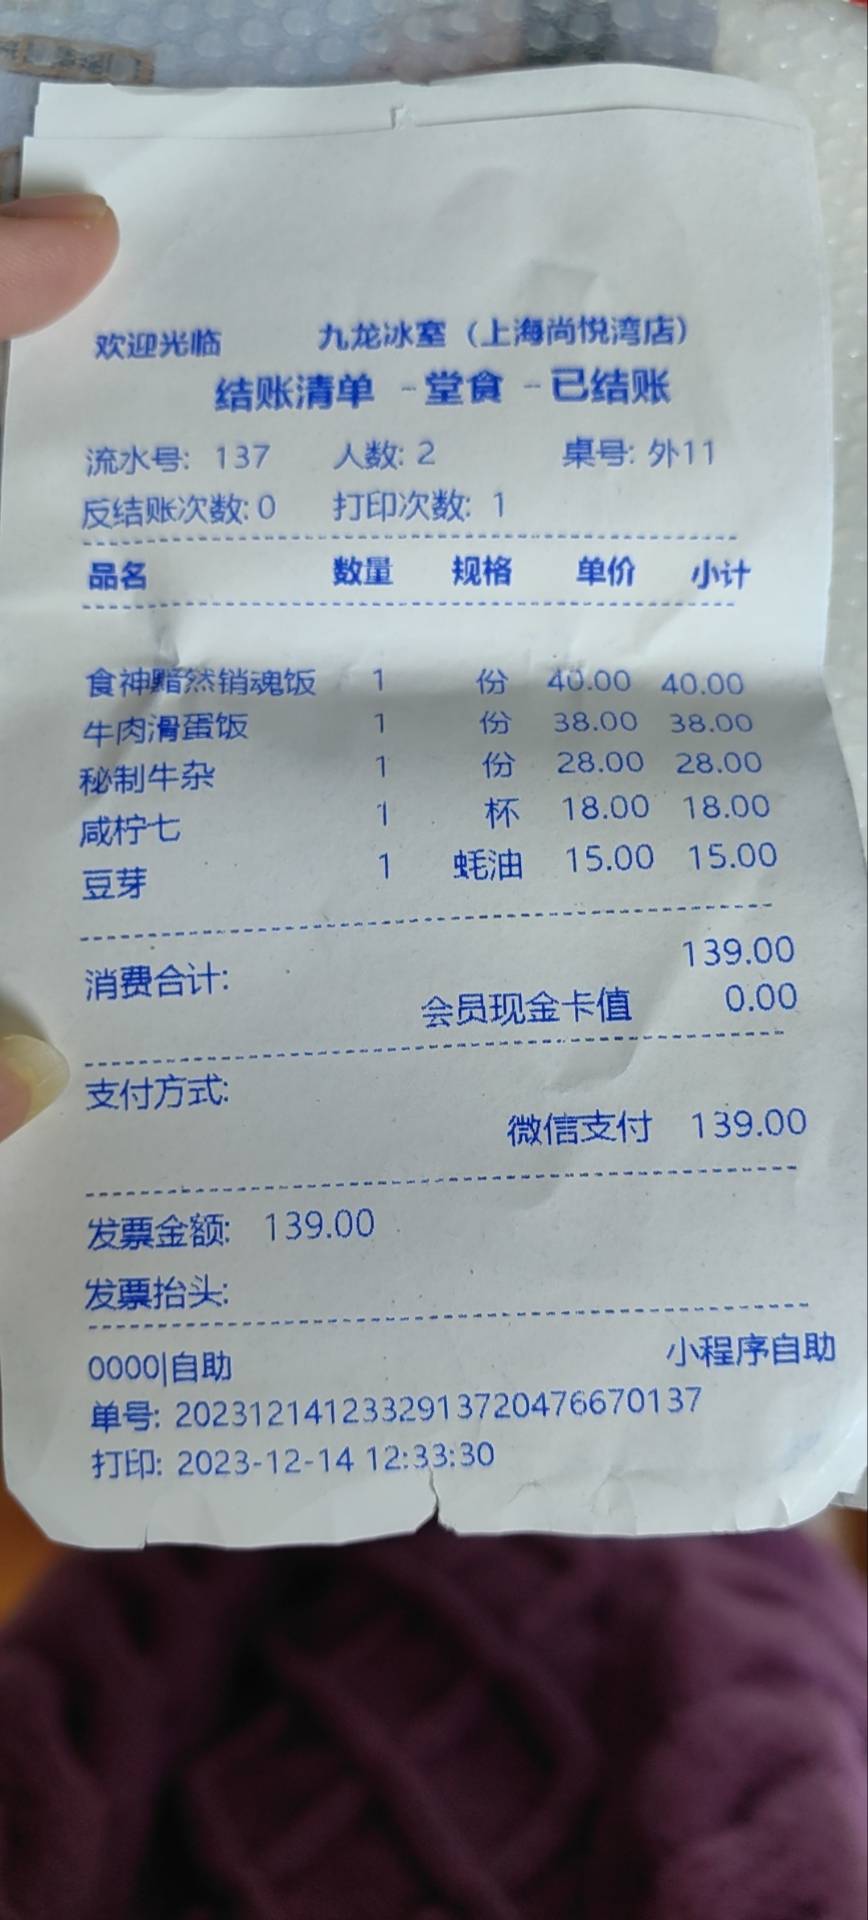 欢迎光临 九龙冰室（上海尚悦湾店）
结账清单 - 堂食 - 已结账
流水号: 137 人数: 2 桌号: 外11
反结账次数: 0 打印次数: 1
品名 数量 规格 单价 小计
食神黯然销魂饭 1 份 40.00 40.00
牛肉滑蛋饭 1 份 38.00 38.00
秘制牛杂 1 份 28.00 28.00
咸柠七 1 杯 18.00 18.00
豆芽 1 蚝油 15.00 15.00
消费合计: 139.00
会员现金卡值 0.00
支付方式:
微信支付 139.00
发票金额: 139.00
发票抬头:
0000|自助 小程序自助
单号: 2023121412332913720476670137
打印: 2023-12-14 12:33:30